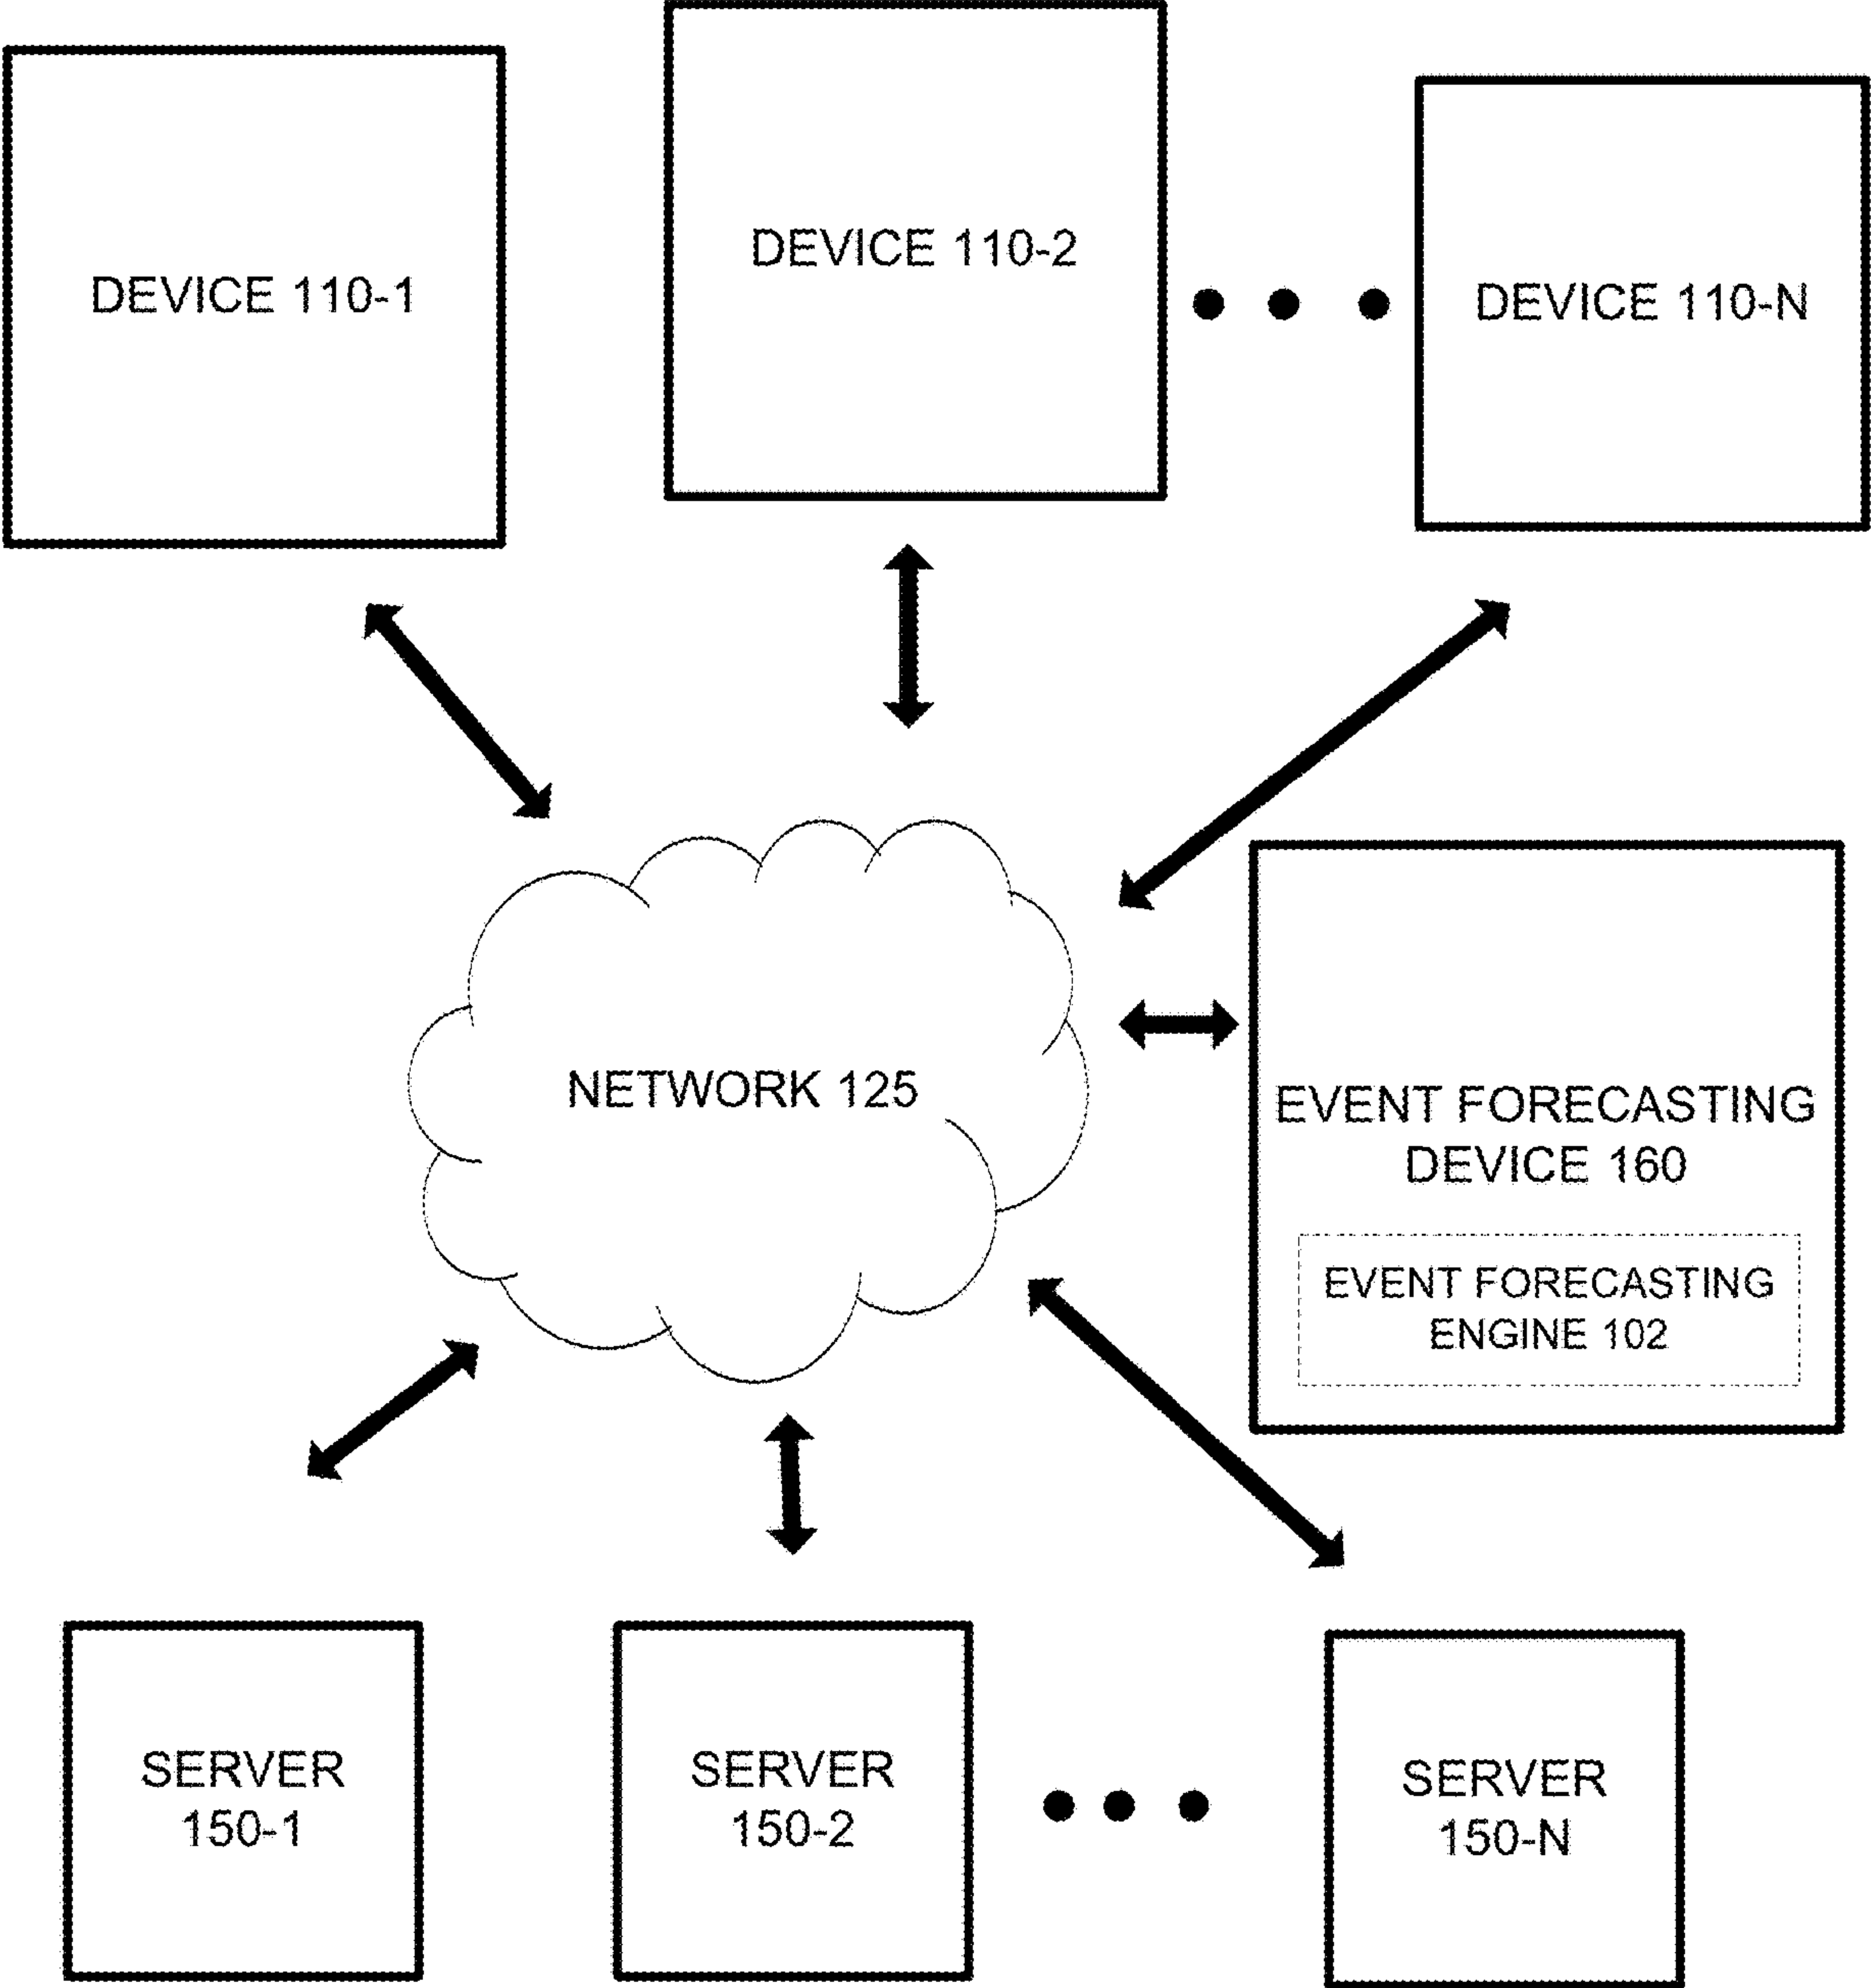 DEVICE 110-1
DEVICE 110-2
DEVICE 110-N
NETWORK 125
EVENT FORECASTING
DEVICE 160
EVENT FORECASTING
ENGINE 102
SERVER
150-1
SERVER
150-2
SERVER
150-N